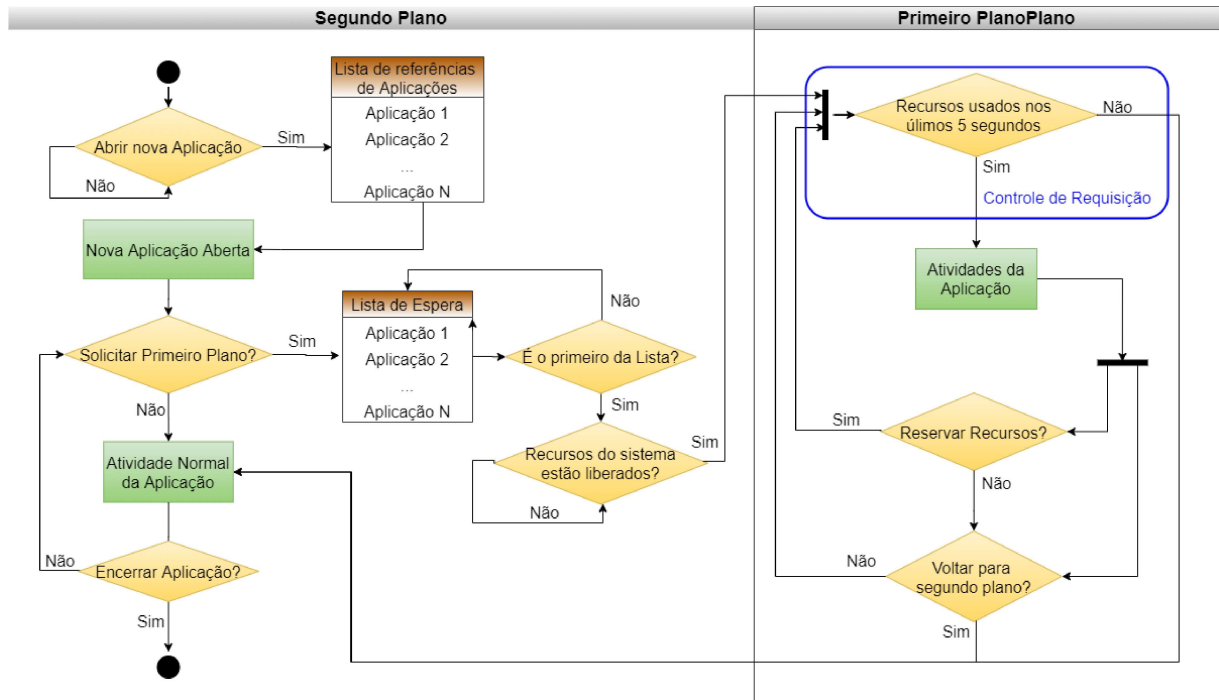 Segundo Plano
Primeiro PlanoPlano
Abrir nova Aplicação
Sim
Não
Lista de referências
de Aplicações
Aplicação 1
Aplicação 2
...
Aplicação N
Nova Aplicação Aberta
Solicitar Primeiro Plano?
Sim
Não
Lista de Espera
Aplicação 1
Aplicação 2
...
Aplicação N
Não
É o primeiro da Lista?
Sim
Recursos do sistema
estão liberados?
Sim
Não
Atividade Normal
da Aplicação
Não
Encerrar Aplicação?
Sim
Recursos usados nos
úlimos 5 segundos
Não
Sim
Controle de Requisição
Atividades da
Aplicação
Sim
Reservar Recursos?
Não
Não
Voltar para
segundo plano?
Sim